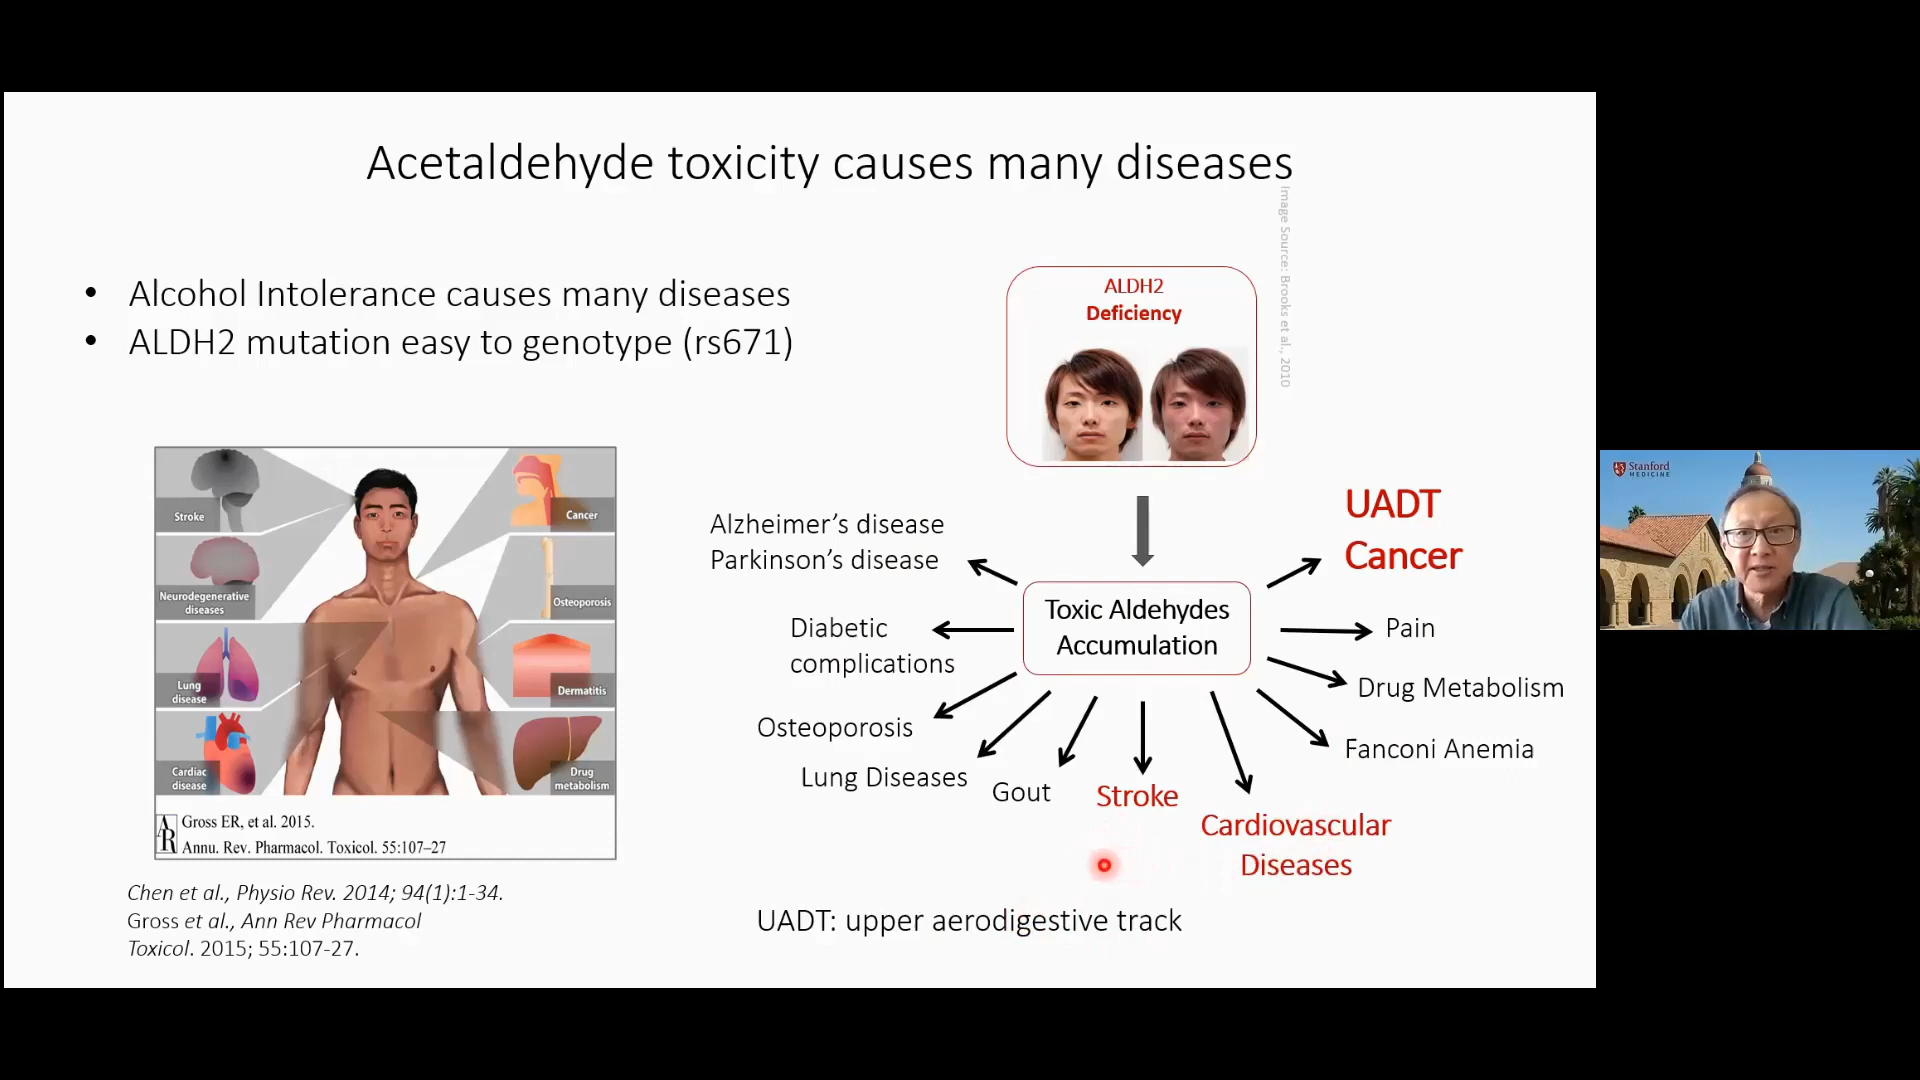 Acetaldehyde toxicity causes many diseases
• Alcohol Intolerance causes many diseases
• ALDH2 mutation easy to genotype (rs671)
Image Source: Brooks et al., 2010
ALDH2
Deficiency
Stroke
Neurodegenerative
diseases
Lung
disease
Cardiac
disease
Cancer
Osteoporosis
Dermatitis
Drug
metabolism
AR
Gross ER, et al. 2015.
Annu. Rev. Pharmacol. Toxicol. 55:107–27
Chen et al., Physio Rev. 2014; 94(1):1-34.
Gross et al., Ann Rev Pharmacol
Toxicol. 2015; 55:107-27.
Toxic Aldehydes
Accumulation
Alzheimer’s disease
Parkinson’s disease
Diabetic
complications
Osteoporosis
Lung Diseases
Gout
Stroke
Cardiovascular
Diseases
Fanconi Anemia
Drug Metabolism
Pain
UADT
Cancer
UADT: upper aerodigestive track
Stanford
MEDICINE